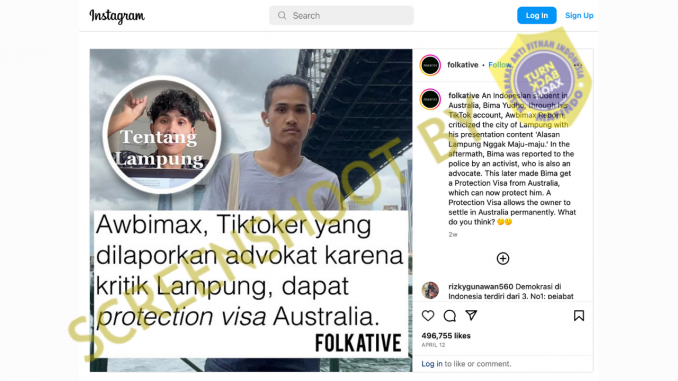 Instagram
Search
Log In
Sign Up
folkative • Follow
folkative An Indonesian student in
Australia, Bima Yudho, through his
TikTok account, Awbimax Reborn,
criticized the city of Lampung with
his presentation content 'Alasan
Lampung Nggak Maju-maju.' In the
aftermath, Bima was reported to the
police by an activist, who is also an
advocate. This later made Bima get
a Protection Visa from Australia,
which can now protect him. A
Protection Visa allows the owner to
settle in Australia permanently. What
do you think?
2w
rizkygunawan560 Demokrasi di
Indonesia terdiri dari 3. No1: pejabat
496,755 likes
APRIL 12
Log in to like or comment.
Tentang
Lampung
Awbimax, Tiktoker yang
dilaporkan advokat karena
kritik Lampung, dapat
protection visa Australia.
FOLKATIVE
SCREENSHOOT BY
MASYARAKAT ANTI FITNAH INDONESIA
TURN
BACK
HOAX
MAFINDO